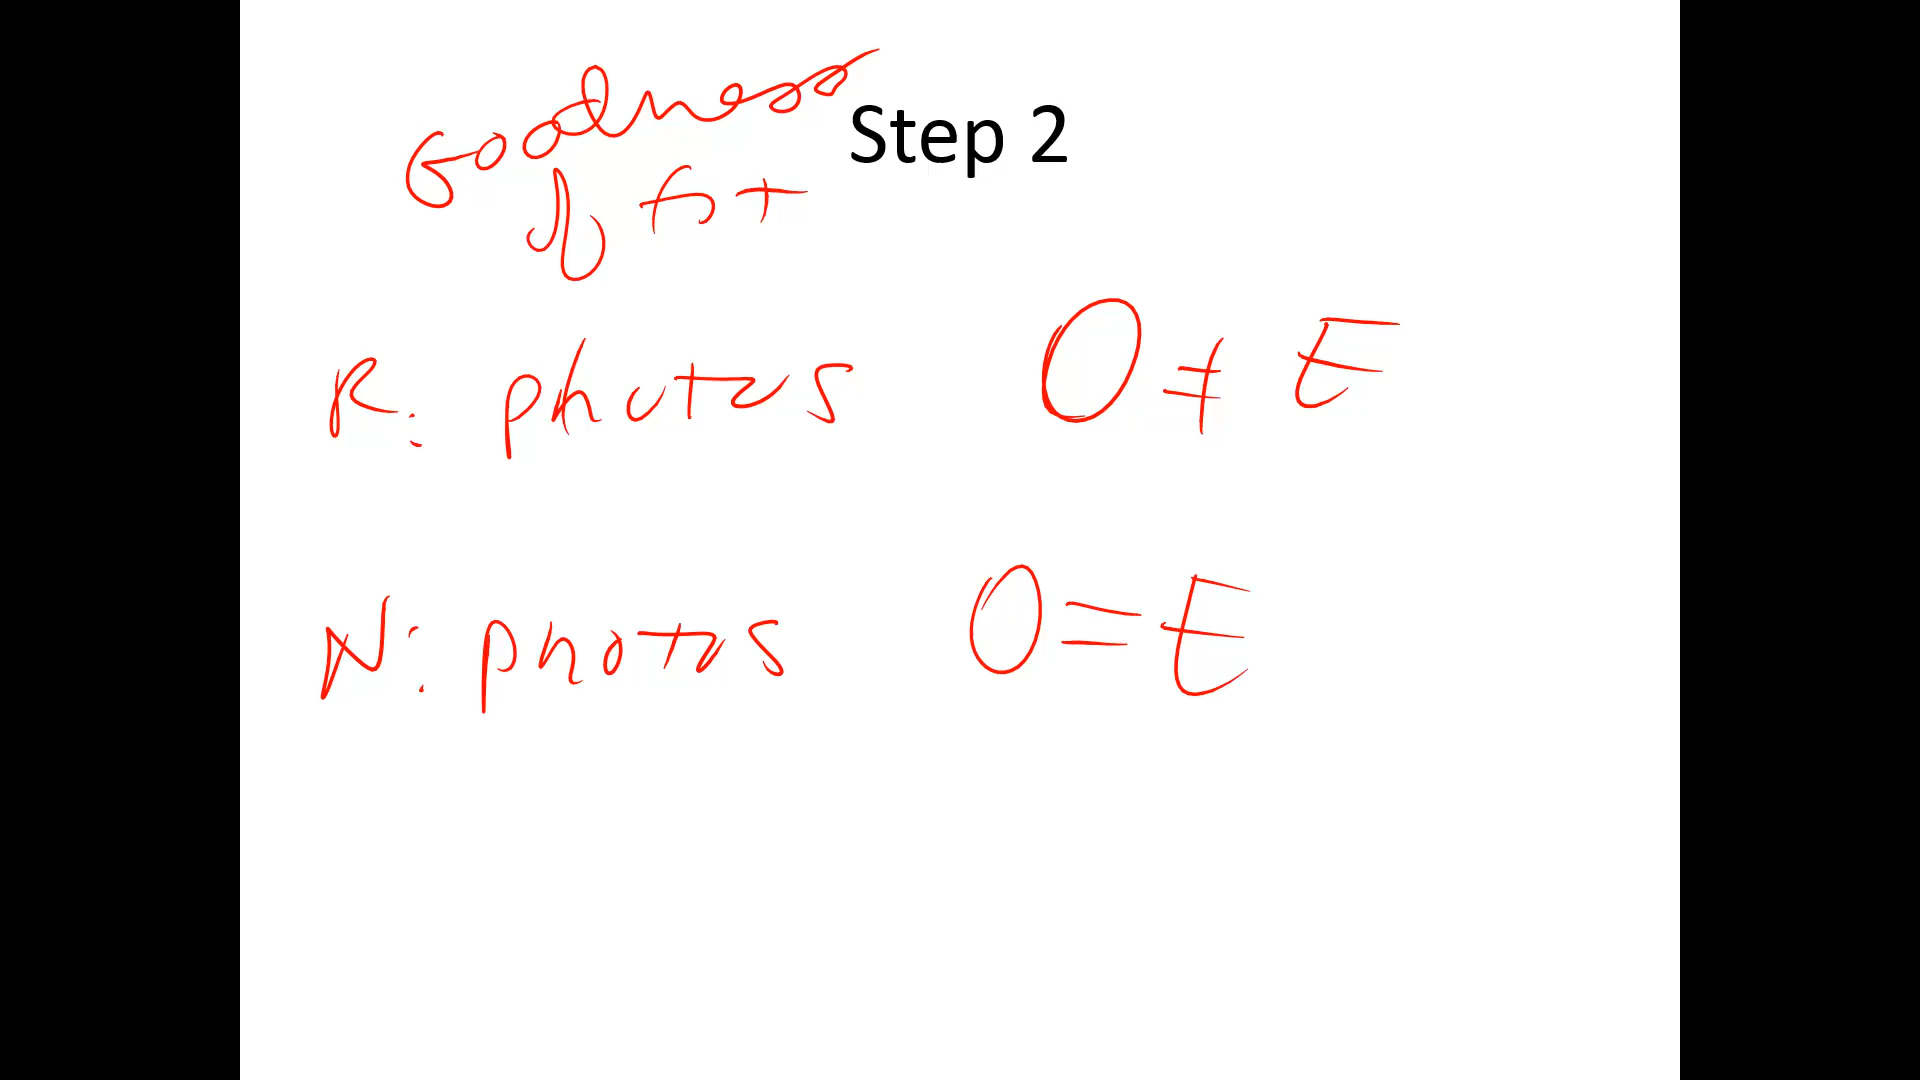 Goodness
of fit
Step 2
R: photos O ≠ E
N: photos O = E